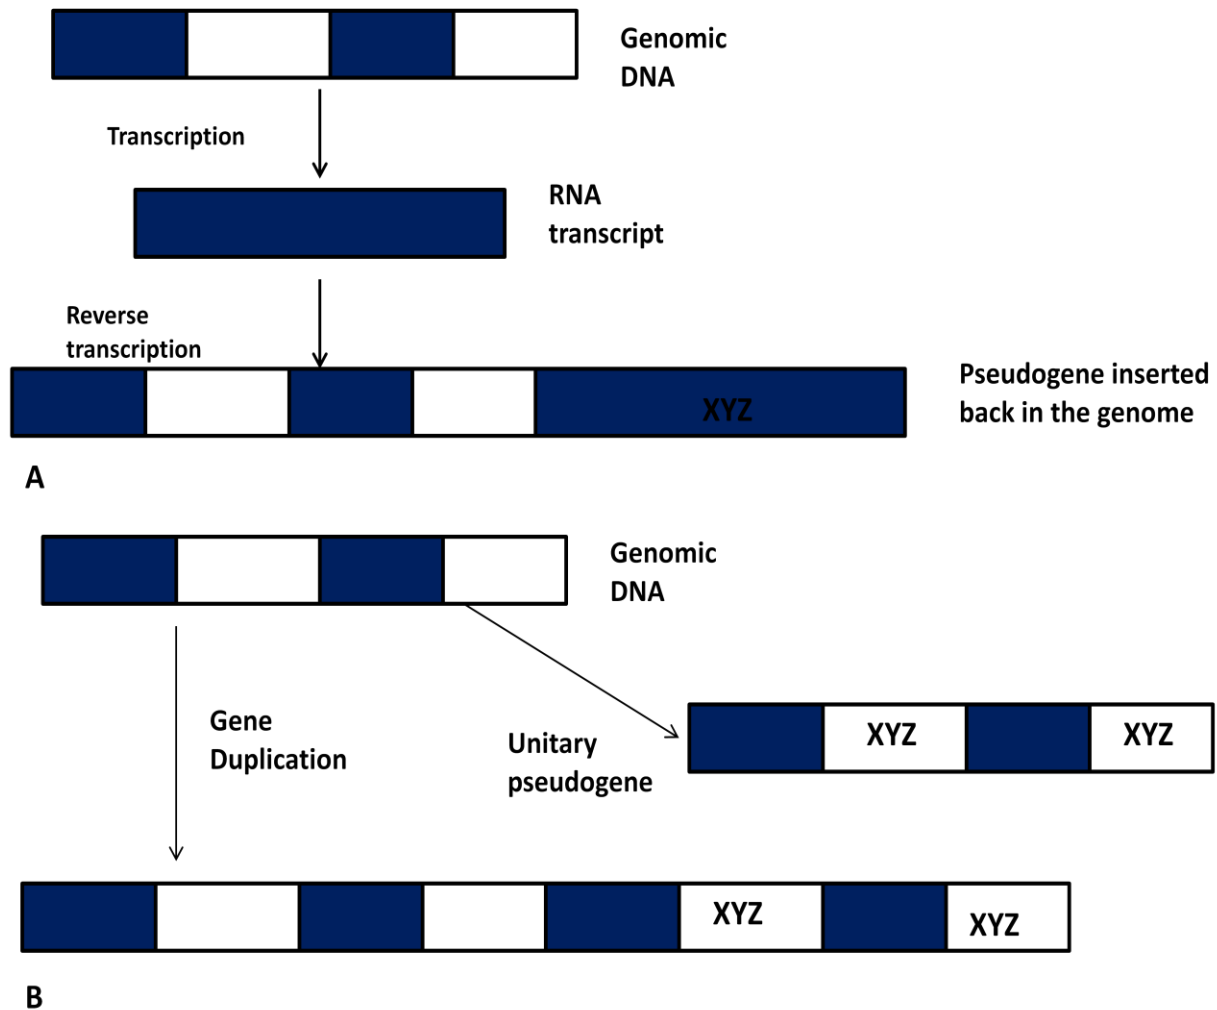 Genomic
DNA
Transcription
RNA
transcript
Reverse
transcription
Pseudogene inserted
back in the genome
XYZ
A
Genomic
DNA
Gene
Duplication
Unitary
pseudogene
XYZ
XYZ
XYZ
XYZ
B